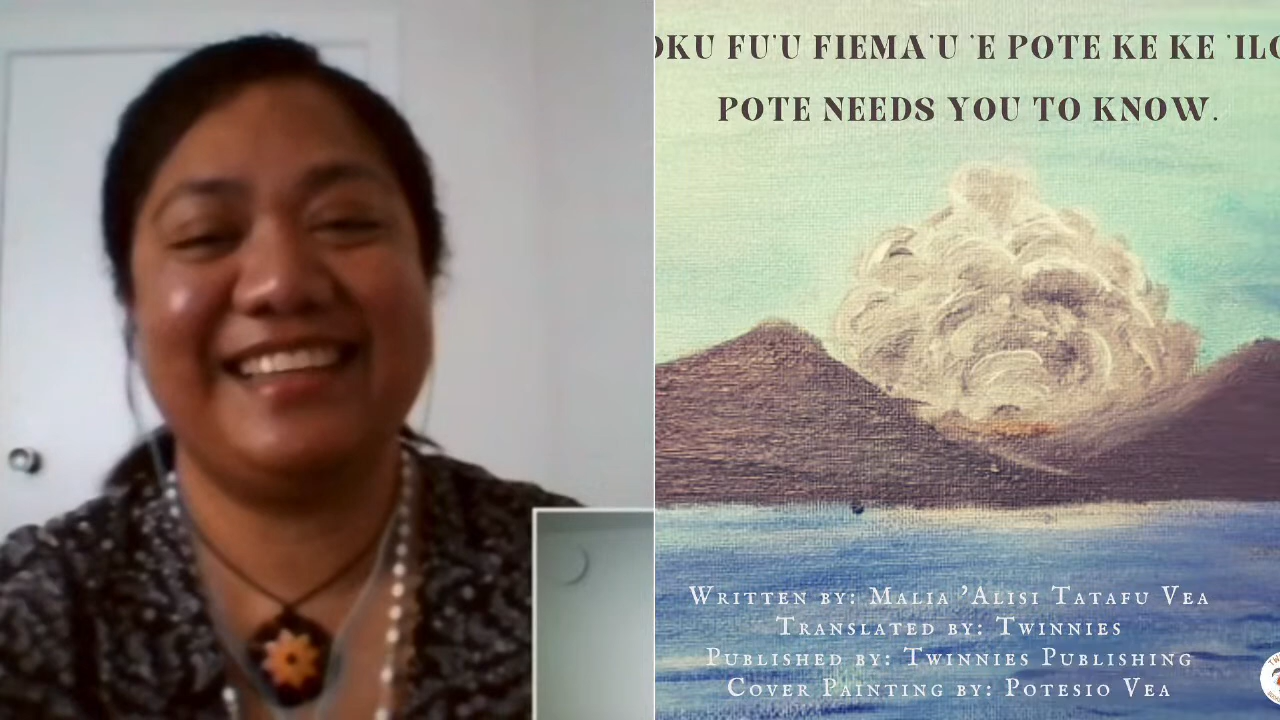 OKU FU'U FIEMA'U 'E POTE KE KE 'ILO
POTE NEEDS YOU TO KNOW.
WRITTEN BY: MALIA 'ALISI TATAFU VEA
TRANSLATED BY: TWINNIES
PUBLISHED BY: TWINNIES PUBLISHING
COVER PAINTING BY: POTESIO VEA